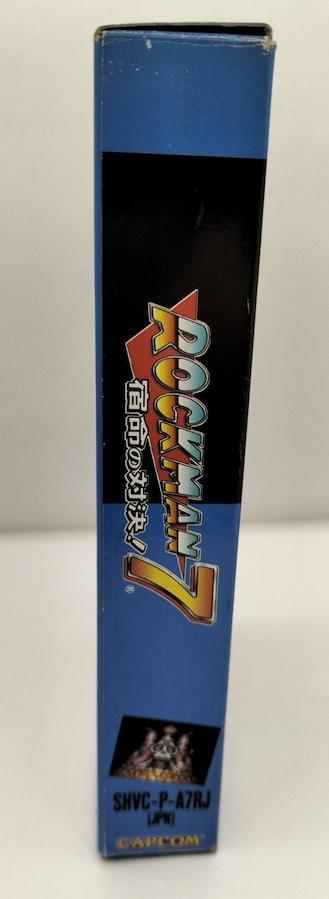 ROCKMAN 7
宿命の対決!
®
SHVC-P-A7RJ
(JPN)
CAPCOM